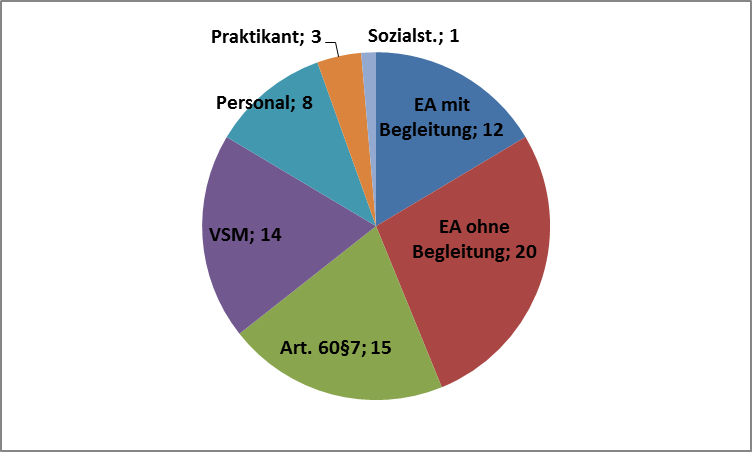 Praktikant; 3
Sozialst.; 1
EA mit
Begleitung; 12
Personal; 8
EA ohne
Begleitung; 20
VSM; 14
Art. 60§7; 15